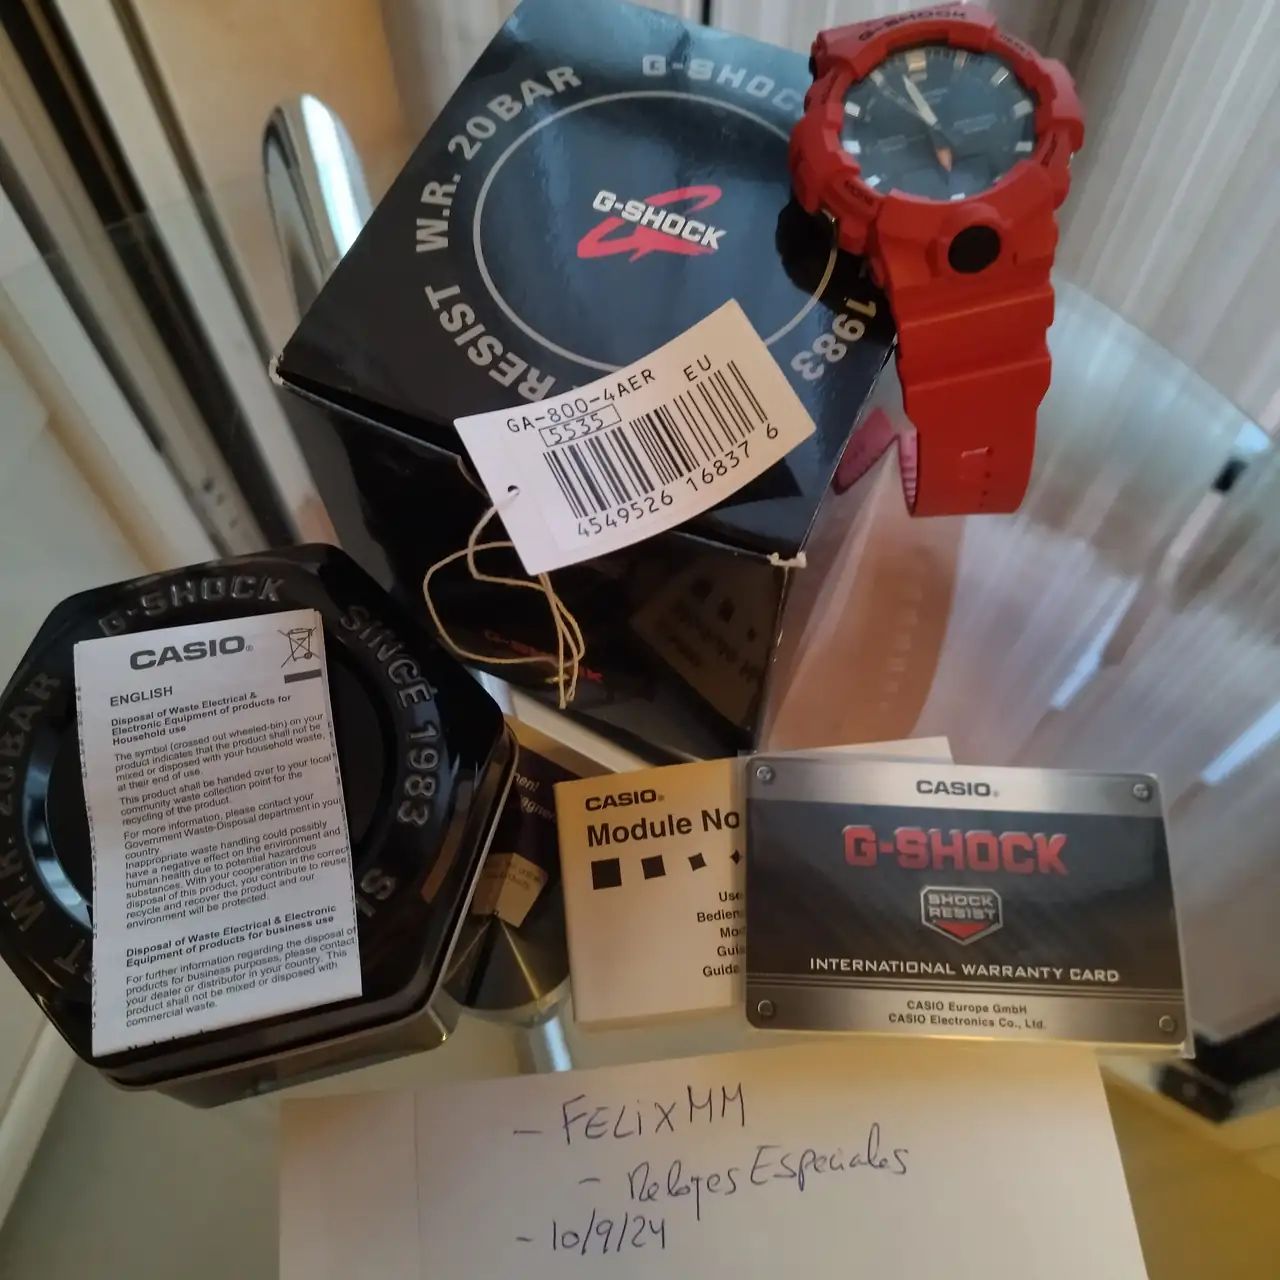 G-SHOCK
W.R. 20BAR
G-SHOCK
RESIST
1983
G-SHOCK
GA-800-4AER EU
5535
4549526 16837 6
G-SHOCK
SINCE 1983
W.R. 20BAR
CASIO®
ENGLISH
Disposal of Waste Electrical &
Electronic Equipment of products for
Household use
The symbol (crossed out wheeled-bin) on your
product indicates that the product shall not be
mixed or disposed with your household waste,
at their end of use.
This product shall be handed over to your local
community waste collection point for the
recycling of the product.
For more information, please contact your
Government Waste-Disposal department in your
country.
Inappropriate waste handling could possibly
have a negative effect on the environment and
human health due to potential hazardous
substances. With your cooperation in the correct
disposal of this product, you contribute to reuse,
recycle and recover the product and our
environment will be protected.
Disposal of Waste Electrical & Electronic
Equipment of products for business use
For further information regarding the disposal of
products for business purposes, please contact
your dealer or distributor in your country. This
product shall not be mixed or disposed with
commercial waste.
CASIO®
Module No
Use
Bedien
Mo
Guía
Guida
CASIO®
G-SHOCK
SHOCK
RESIST
INTERNATIONAL WARRANTY CARD
CASIO Europe GmbH
CASIO Electronics Co., Ltd.
- FELiXMM
- Relojes Especiales
- 10/9/24